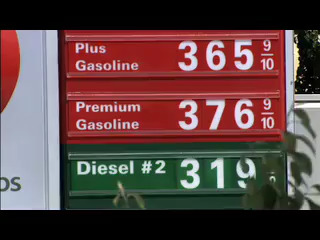 Plus 365 9/10
Gasoline
Premium 376 9/10
Gasoline
Diesel #2 319